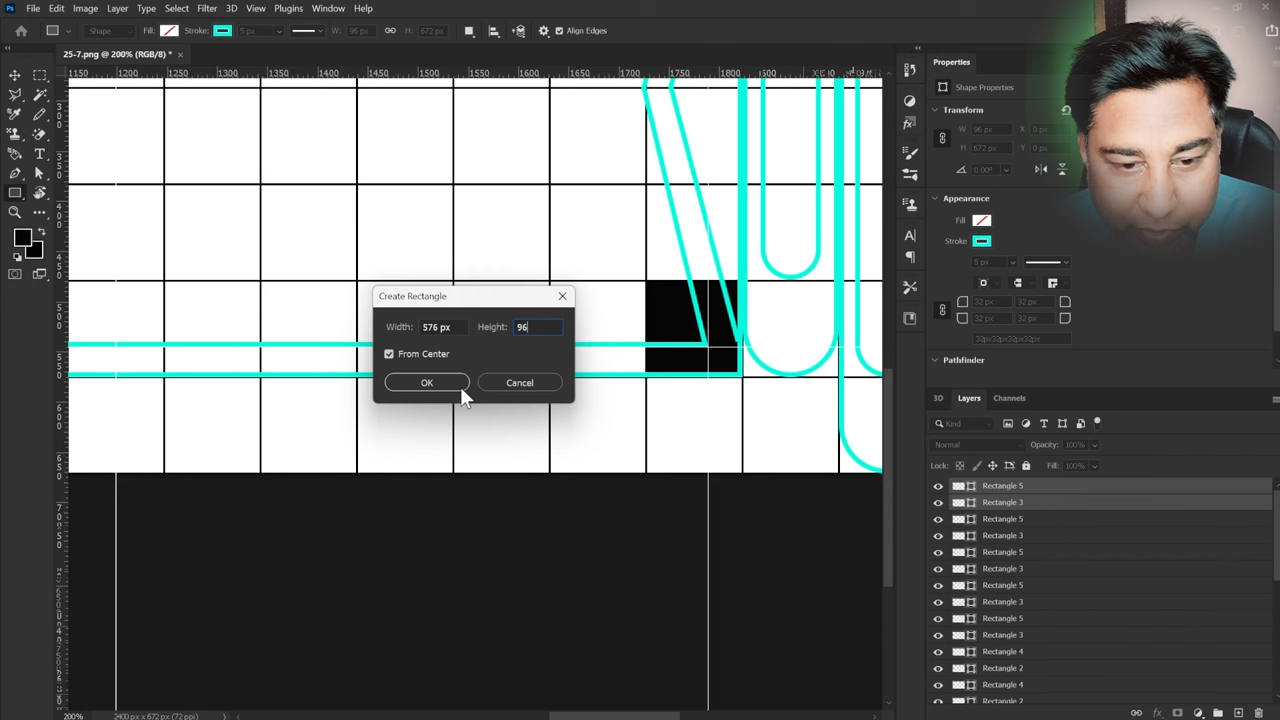 Ps File Edit Image Layer Type Select Filter 3D View Plugins Window Help
Shape Fill: Stroke: 5 px W: 96 px H: 672 px Align Edges
25-7.png @ 200% (RGB/8) *
1150 1200 1250 1300 1350 1400 1450 1500 1550 1600 1650 1700 1750 1800
Properties
Shape Properties
Transform
W 96 px X 0 px
H 672 px Y 0 px
0.00°
Appearance
Fill
Stroke
5 px
32 px 32 px
32 px 32 px
32px32px32px32px
Pathfinder
Create Rectangle
Width: 576 px Height: 96
From Center
OK Cancel
3D Layers Channels
Kind
Normal Opacity: 100%
Lock: Fill: 100%
Rectangle 5
Rectangle 3
Rectangle 5
Rectangle 3
Rectangle 5
Rectangle 3
Rectangle 5
Rectangle 3
Rectangle 5
Rectangle 3
Rectangle 4
Rectangle 2
Rectangle 4
Rectangle 2
200% 2400 px x 672 px (72 ppi)